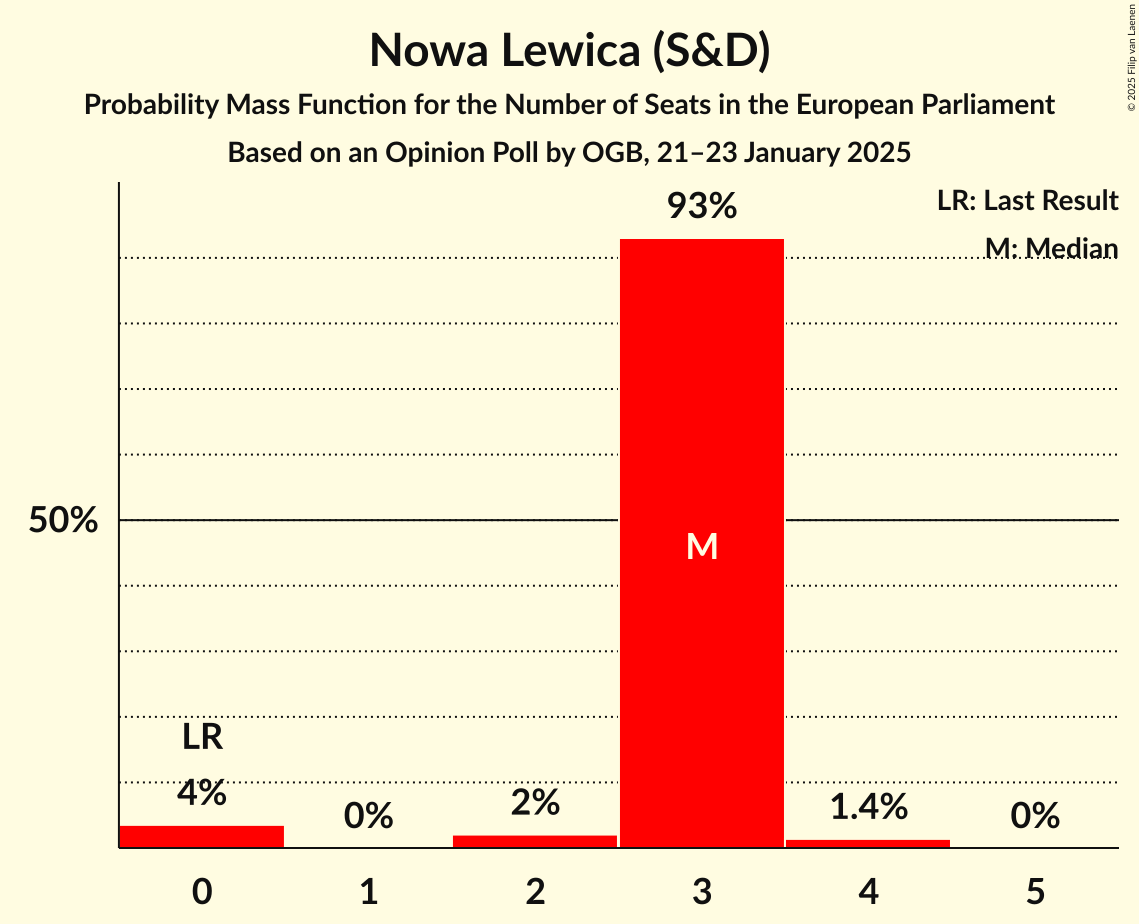 Nowa Lewica (S&D)
Probability Mass Function for the Number of Seats in the European Parliament
Based on an Opinion Poll by OGB, 21–23 January 2025
© 2025 Filip van Laenen
LR: Last Result
M: Median
93%
50%
M
LR
4%
0%
2%
1.4%
0%
0 1 2 3 4 5